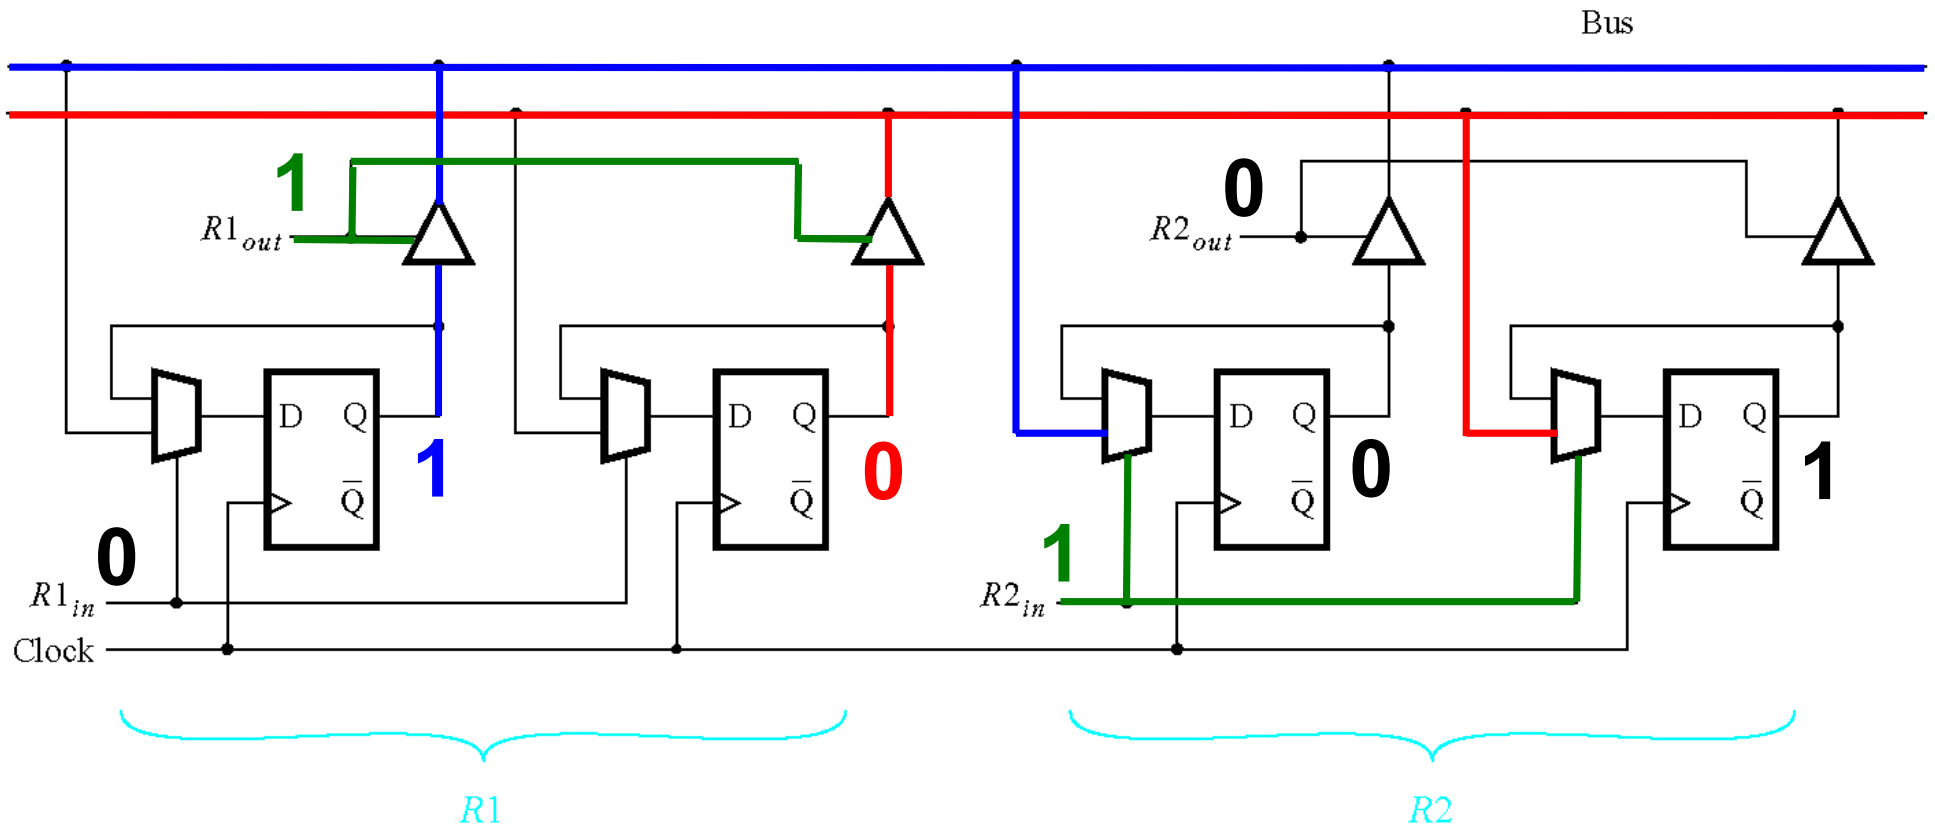 Bus
1
0
R1out
R2out
D Q
D Q
D Q
D Q
1
0
0
1
Q̅
Q̅
Q̅
Q̅
0
1
R1in
R2in
Clock
R1
R2